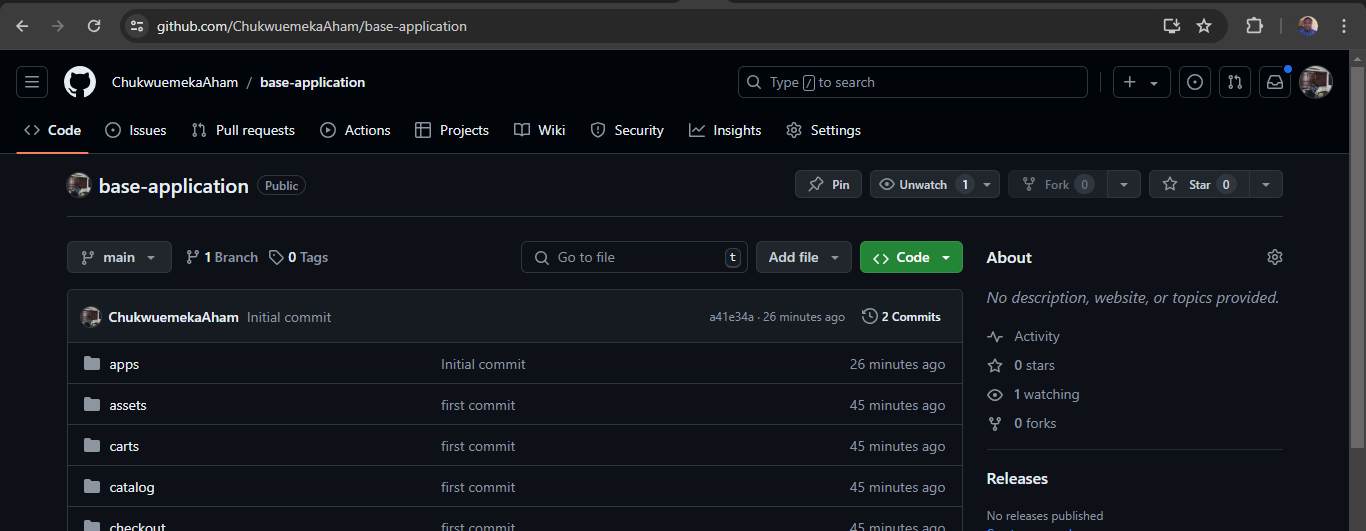 github.com/ChukwuemekaAham/base-application
ChukwuemekaAham / base-application
Type / to search
Code Issues Pull requests Actions Projects Wiki Security Insights Settings
base-application Public
Pin Unwatch 1 Fork 0 Star 0
main 1 Branch 0 Tags Go to file t Add file Code
About
No description, website, or topics provided.
ChukwuemekaAham Initial commit a41e34a · 26 minutes ago 2 Commits
Activity
apps Initial commit 26 minutes ago
0 stars
1 watching
assets first commit 45 minutes ago
0 forks
carts first commit 45 minutes ago
Releases
catalog first commit 45 minutes ago
No releases published
checkout first commit 45 minutes ago